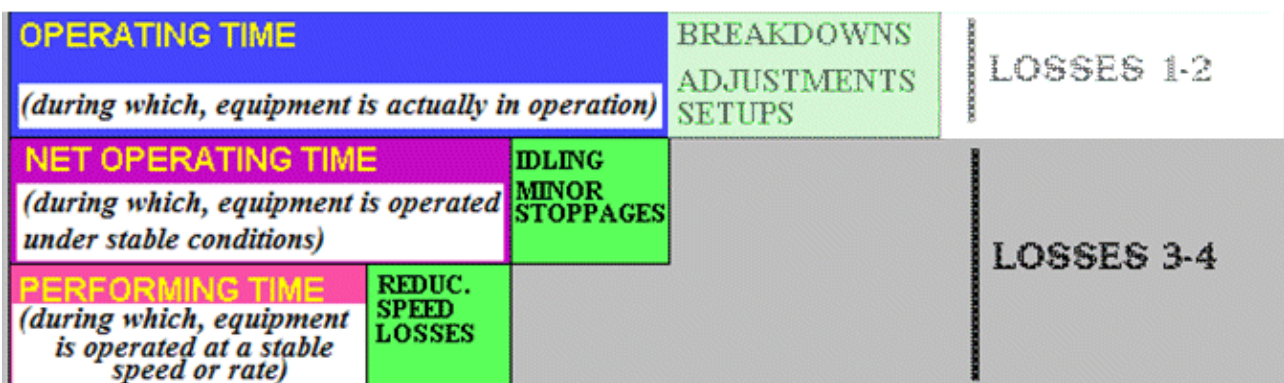 OPERATING TIME
BREAKDOWNS
(during which, equipment is actually in operation)
ADJUSTMENTS
SETUPS
LOSSES 1-2
NET OPERATING TIME
(during which, equipment is operated
under stable conditions)
IDLING
MINOR
STOPPAGES
LOSSES 3-4
PERFORMING TIME
(during which, equipment
is operated at a stable
speed or rate)
REDUC.
SPEED
LOSSES